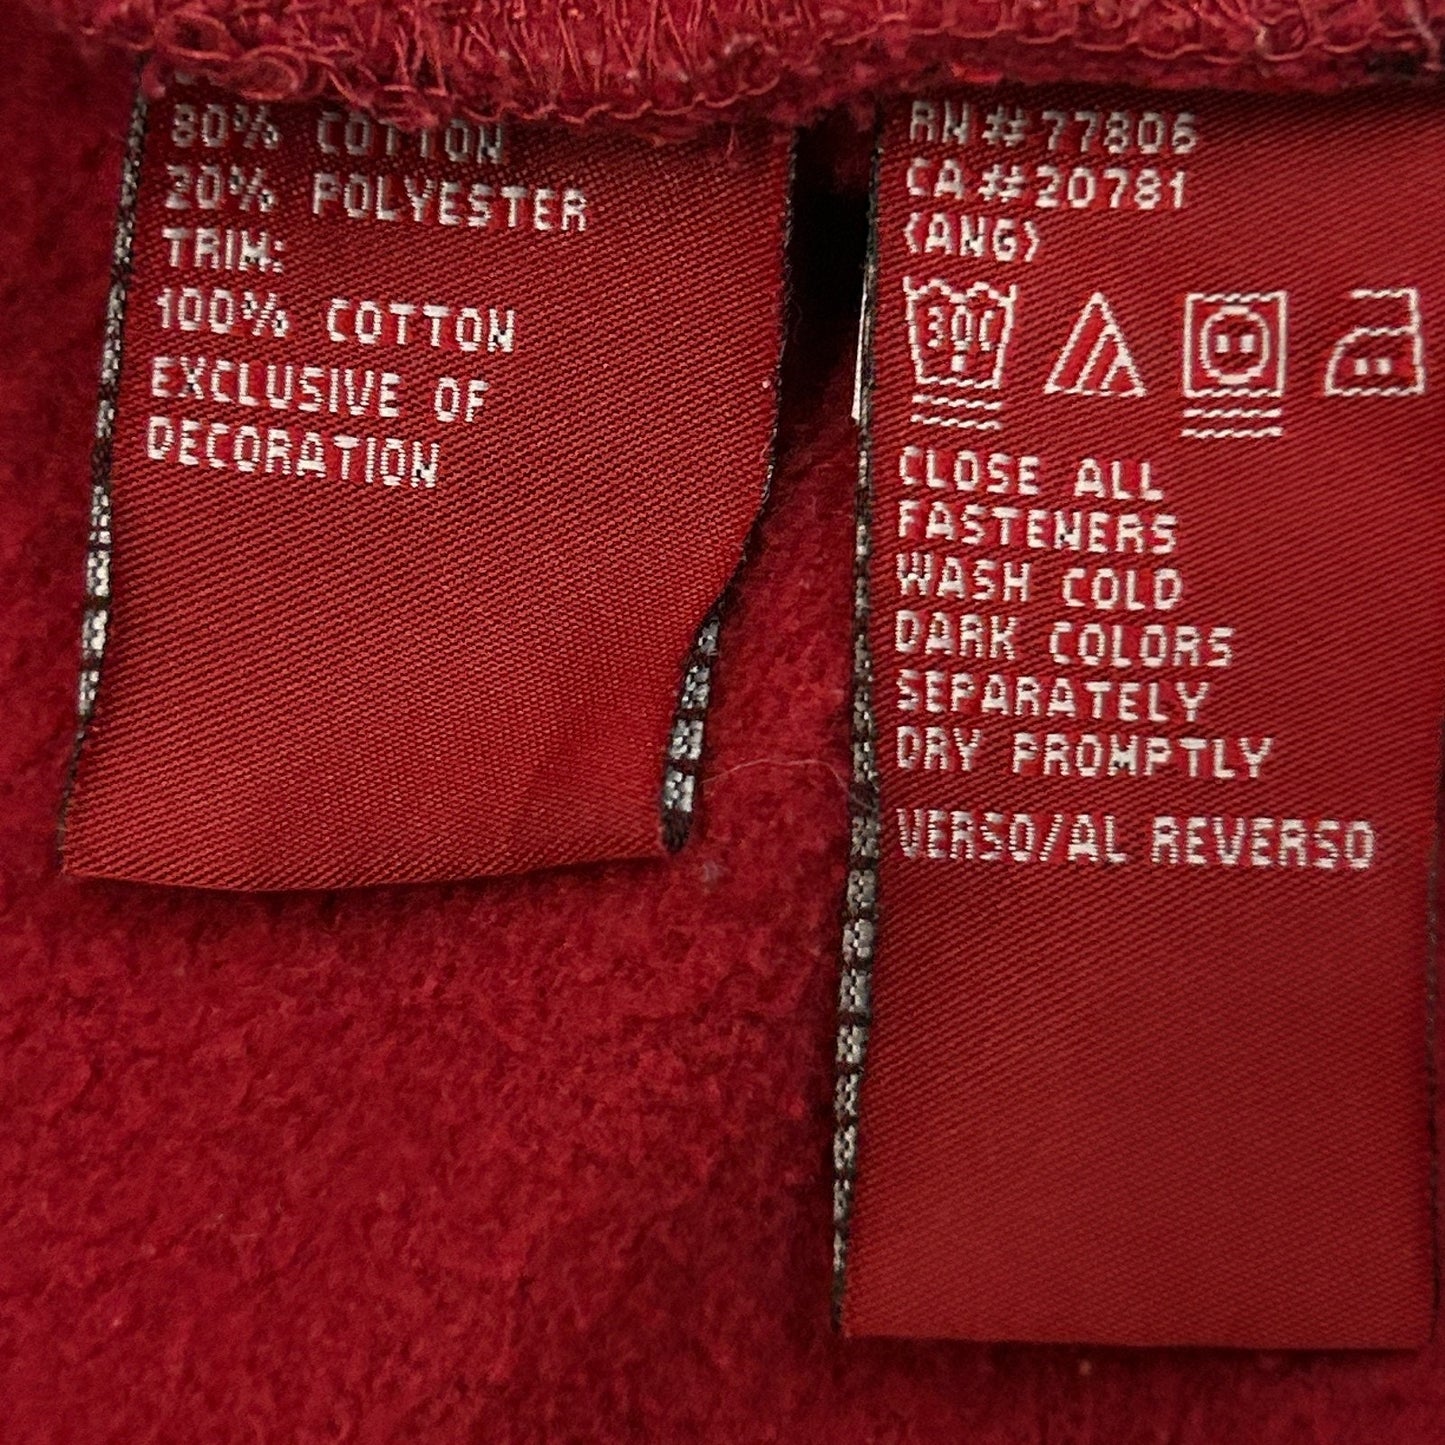 80% COTTON
20% POLYESTER
TRIM:
100% COTTON
EXCLUSIVE OF
DECORATION
RN#77806
CA#20781
(ANG)
30C
CLOSE ALL
FASTENERS
WASH COLD
DARK COLORS
SEPARATELY
DRY PROMPTLY
VERSO/AL REVERSO